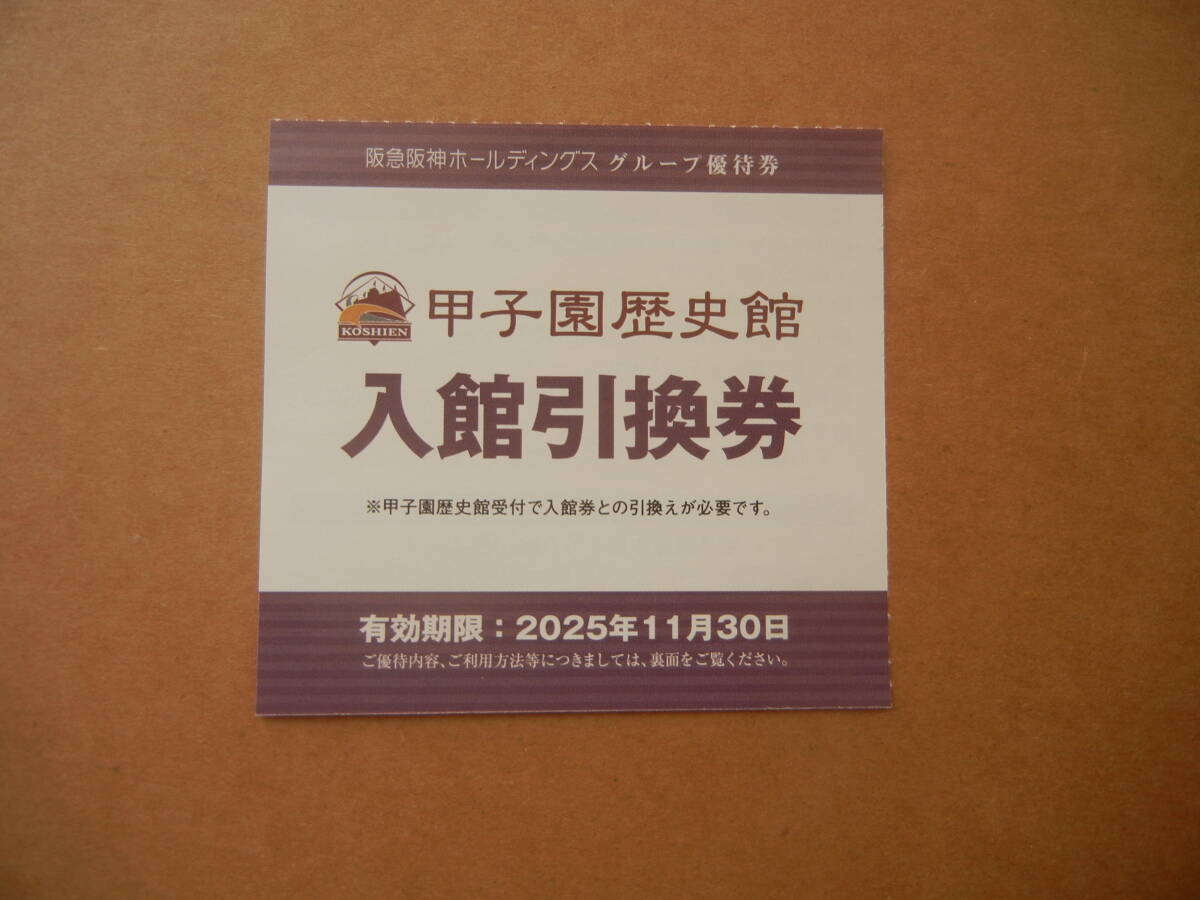 阪急阪神ホールディングス グループ優待券
KOSHIEN
甲子園歴史館
入館引換券
※甲子園歴史館受付で入館券との引換えが必要です。
有効期限：2025年11月30日
ご優待内容、ご利用方法等につきましては、裏面をご覧ください。